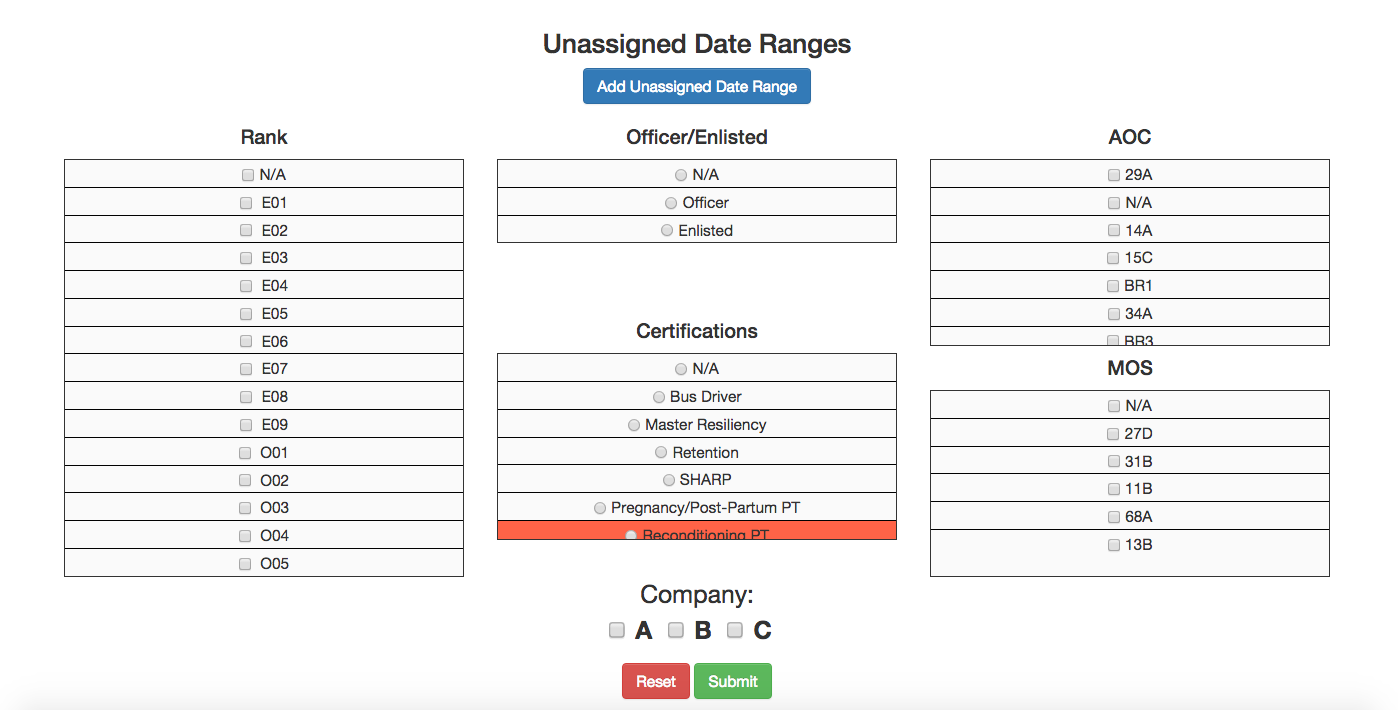 Unassigned Date Ranges
Add Unassigned Date Range
Rank
N/A
E01
E02
E03
E04
E05
E06
E07
E08
E09
O01
O02
O03
O04
O05
Officer/Enlisted
N/A
Officer
Enlisted
Certifications
N/A
Bus Driver
Master Resiliency
Retention
SHARP
Pregnancy/Post-Partum PT
Reconditioning PT
AOC
29A
N/A
14A
15C
BR1
34A
BR3
MOS
N/A
27D
31B
11B
68A
13B
Company:
A B C
Reset Submit